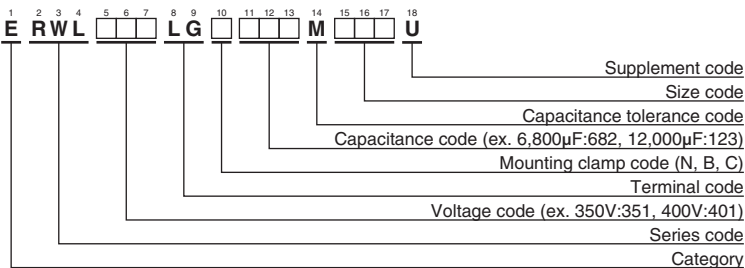 1 2 3 4 5 6 7 8 9 10 11 12 13 14 15 16 17 18
E RWL □□□ LG □ □□□ M □□□ U
Supplement code
Size code
Capacitance tolerance code
Capacitance code (ex. 6,800µF:682, 12,000µF:123)
Mounting clamp code (N, B, C)
Terminal code
Voltage code (ex. 350V:351, 400V:401)
Series code
Category